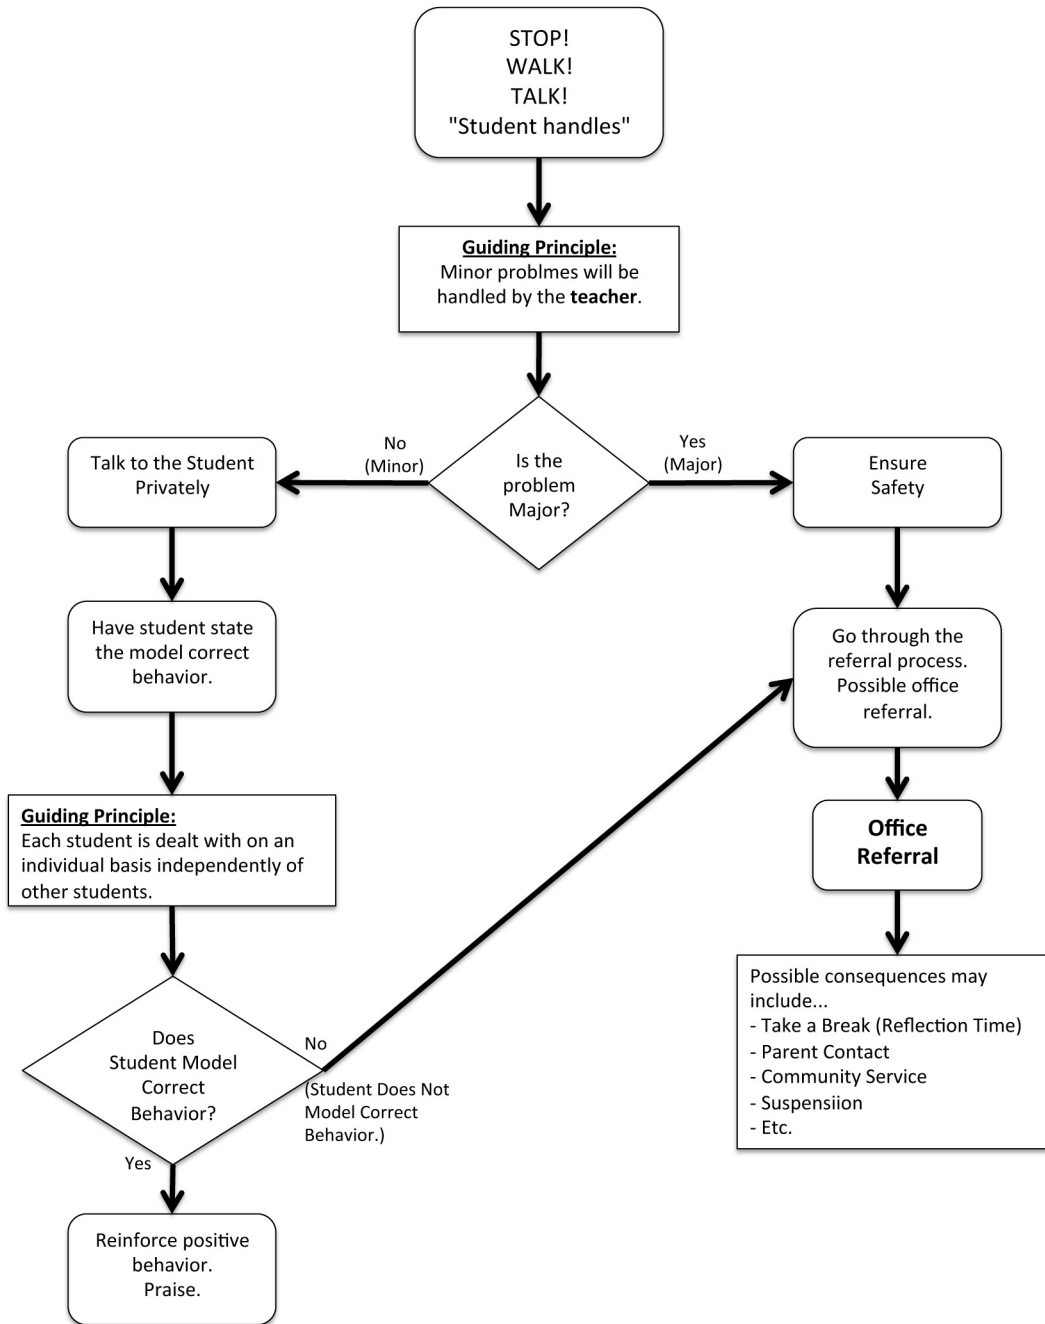 STOP!
WALK!
TALK!
"Student handles"
Guiding Principle:
Minor problmes will be
handled by the teacher.
Is the
problem
Major?
No
(Minor)
Yes
(Major)
Talk to the Student
Privately
Ensure
Safety
Have student state
the model correct
behavior.
Go through the
referral process.
Possible office
referral.
Guiding Principle:
Each student is dealt with on an
individual basis independently of
other students.
Office
Referral
Does
Student Model
Correct
Behavior?
No
(Student Does Not
Model Correct
Behavior.)
Yes
Possible consequences may
include...
- Take a Break (Reflection Time)
- Parent Contact
- Community Service
- Suspensiion
- Etc.
Reinforce positive
behavior.
Praise.